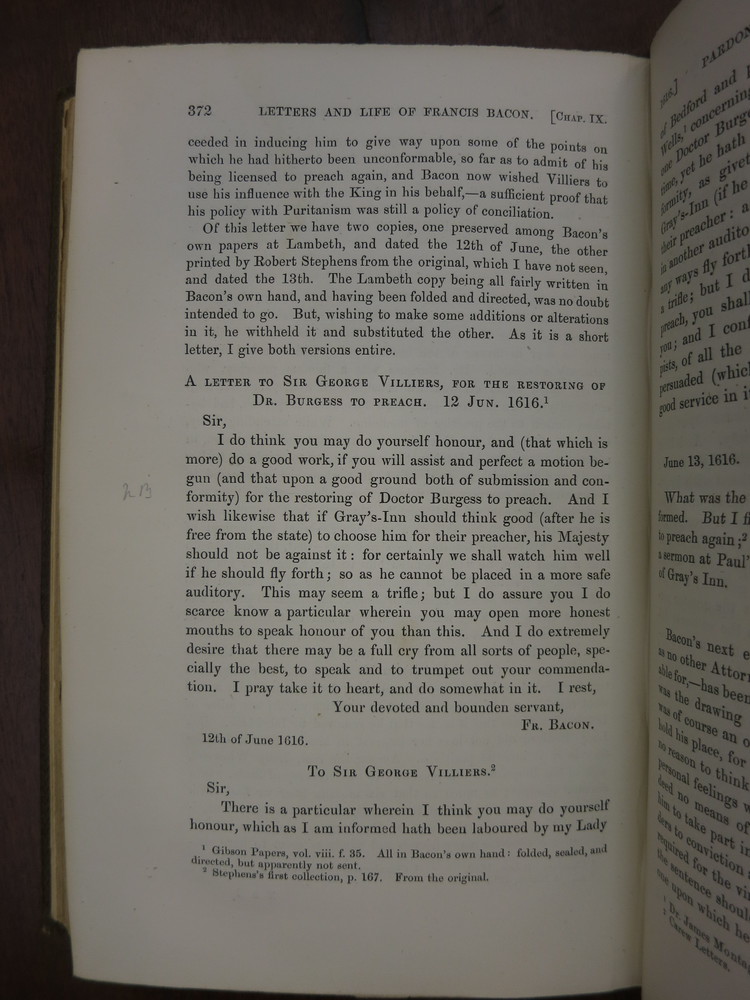 372 LETTERS AND LIFE OF FRANCIS BACON. [CHAP. IX.
ceeded in inducing him to give way upon some of the points on
which he had hitherto been unconformable, so far as to admit of his
being licensed to preach again, and Bacon now wished Villiers to
use his influence with the King in his behalf,—a sufficient proof that
his policy with Puritanism was still a policy of conciliation.
Of this letter we have two copies, one preserved among Bacon's
own papers at Lambeth, and dated the 12th of June, the other
printed by Robert Stephens from the original, which I have not seen,
and dated the 13th. The Lambeth copy being all fairly written in
Bacon's own hand, and having been folded and directed, was no doubt
intended to go. But, wishing to make some additions or alterations
in it, he withheld it and substituted the other. As it is a short
letter, I give both versions entire.
A LETTER TO SIR GEORGE VILLIERS, FOR THE RESTORING OF
DR. BURGESS TO PREACH. 12 JUN. 1616.¹
Sir,
I do think you may do yourself honour, and (that which is
more) do a good work, if you will assist and perfect a motion be-
gun (and that upon a good ground both of submission and con-
formity) for the restoring of Doctor Burgess to preach. And I
wish likewise that if Gray's-Inn should think good (after he is
free from the state) to choose him for their preacher, his Majesty
should not be against it: for certainly we shall watch him well
if he should fly forth; so as he cannot be placed in a more safe
auditory. This may seem a trifle; but I do assure you I do
scarce know a particular wherein you may open more honest
mouths to speak honour of you than this. And I do extremely
desire that there may be a full cry from all sorts of people, spe-
cially the best, to speak and to trumpet out your commenda-
tion. I pray take it to heart, and do somewhat in it. I rest,
Your devoted and bounden servant,
FR. BACON.
12th of June 1616.
TO SIR GEORGE VILLIERS.²
Sir,
There is a particular wherein I think you may do yourself
honour, which as I am informed hath been laboured by my Lady
¹ Gibson Papers, vol. viii. f. 35. All in Bacon's own hand: folded, sealed, and
directed, but apparently not sent.
² Stephens's first collection, p. 167. From the original.
PARDON
of Bedford and
Wells,¹ concerning
one Doctor Burge
time, yet he hath
formity, as give
Gray's-Inn (if he
their preacher: a
in another audito
any ways fly fort
a trifle; but I d
preach, you shal
you; and I con
pists, of all the
persuaded (whic
good service in i
June 13, 1616.
What was the
formed. But I fi
to preach again;²
a sermon at Paul'
of Gray's Inn.
Bacon's next e
as no other Attor
able for,—has been
was the drawing
was of course an o
hold his place, for
no reason to think
personal feelings w
deed no means of
him to take part in
ders to conviction
required for the vi
the sentence shoul
one upon which he
¹ Dr. James Monta
² Carew Letters.